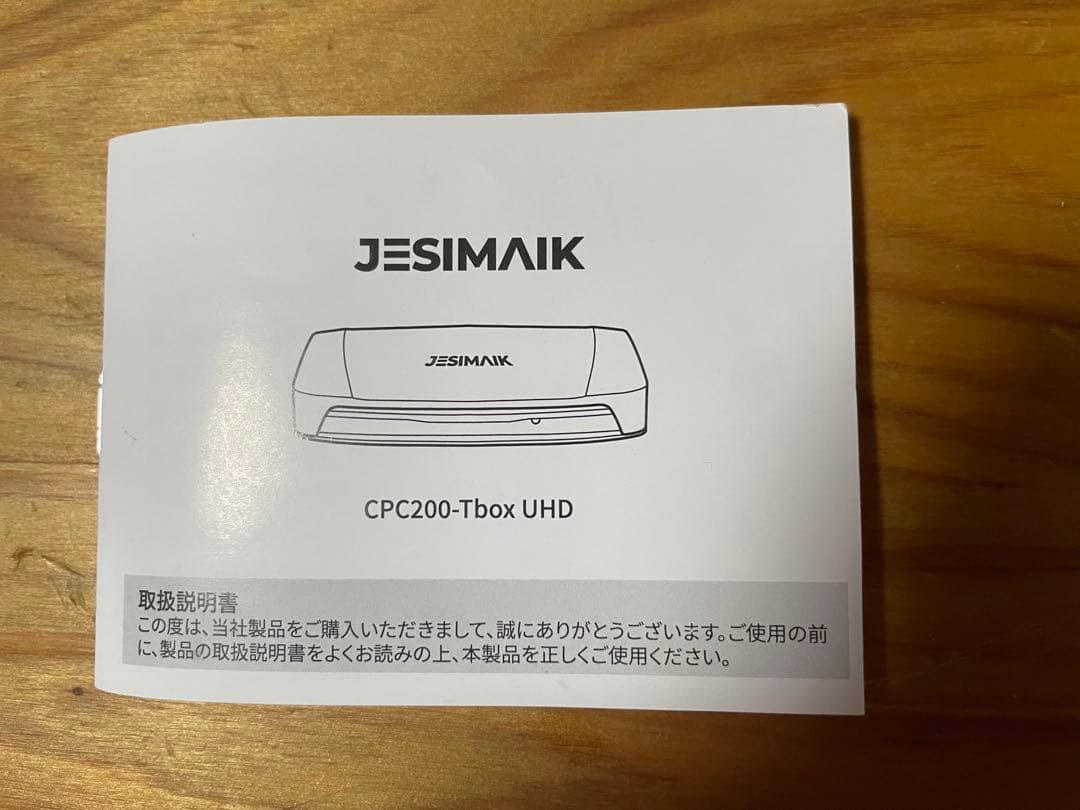 JESIMAIK
JESIMAIK
CPC200-Tbox UHD
取扱説明書
この度は、当社製品をご購入いただきまして、誠にありがとうございます。ご使用の前
に、製品の取扱説明書をよくお読みの上、本製品を正しくご使用ください。